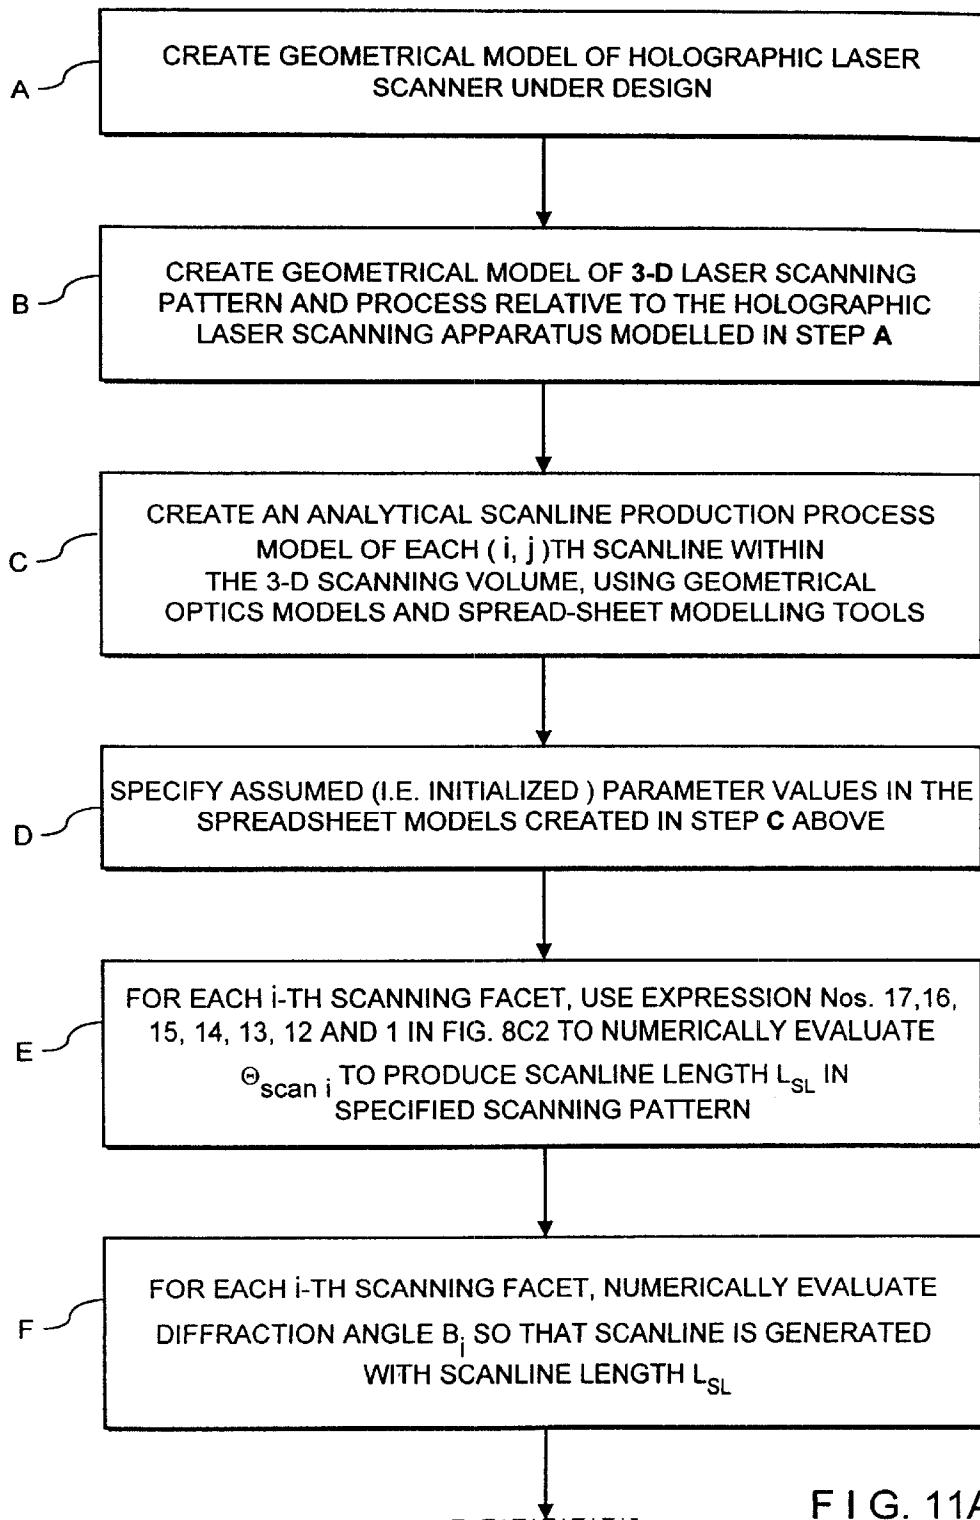 A
CREATE GEOMETRICAL MODEL OF HOLOGRAPHIC LASER
SCANNER UNDER DESIGN
B
CREATE GEOMETRICAL MODEL OF 3-D LASER SCANNING
PATTERN AND PROCESS RELATIVE TO THE HOLOGRAPHIC
LASER SCANNING APPARATUS MODELLED IN STEP A
C
CREATE AN ANALYTICAL SCANLINE PRODUCTION PROCESS
MODEL OF EACH ( i, j )TH SCANLINE WITHIN
THE 3-D SCANNING VOLUME, USING GEOMETRICAL
OPTICS MODELS AND SPREAD-SHEET MODELLING TOOLS
D
SPECIFY ASSUMED (I.E. INITIALIZED ) PARAMETER VALUES IN THE
SPREADSHEET MODELS CREATED IN STEP C ABOVE
E
FOR EACH i-TH SCANNING FACET, USE EXPRESSION Nos. 17,16,
15, 14, 13, 12 AND 1 IN FIG. 8C2 TO NUMERICALLY EVALUATE
Θscan i TO PRODUCE SCANLINE LENGTH LSL IN
SPECIFIED SCANNING PATTERN
F
FOR EACH i-TH SCANNING FACET, NUMERICALLY EVALUATE
DIFFRACTION ANGLE Bi SO THAT SCANLINE IS GENERATED
WITH SCANLINE LENGTH LSL
FIG. 11A